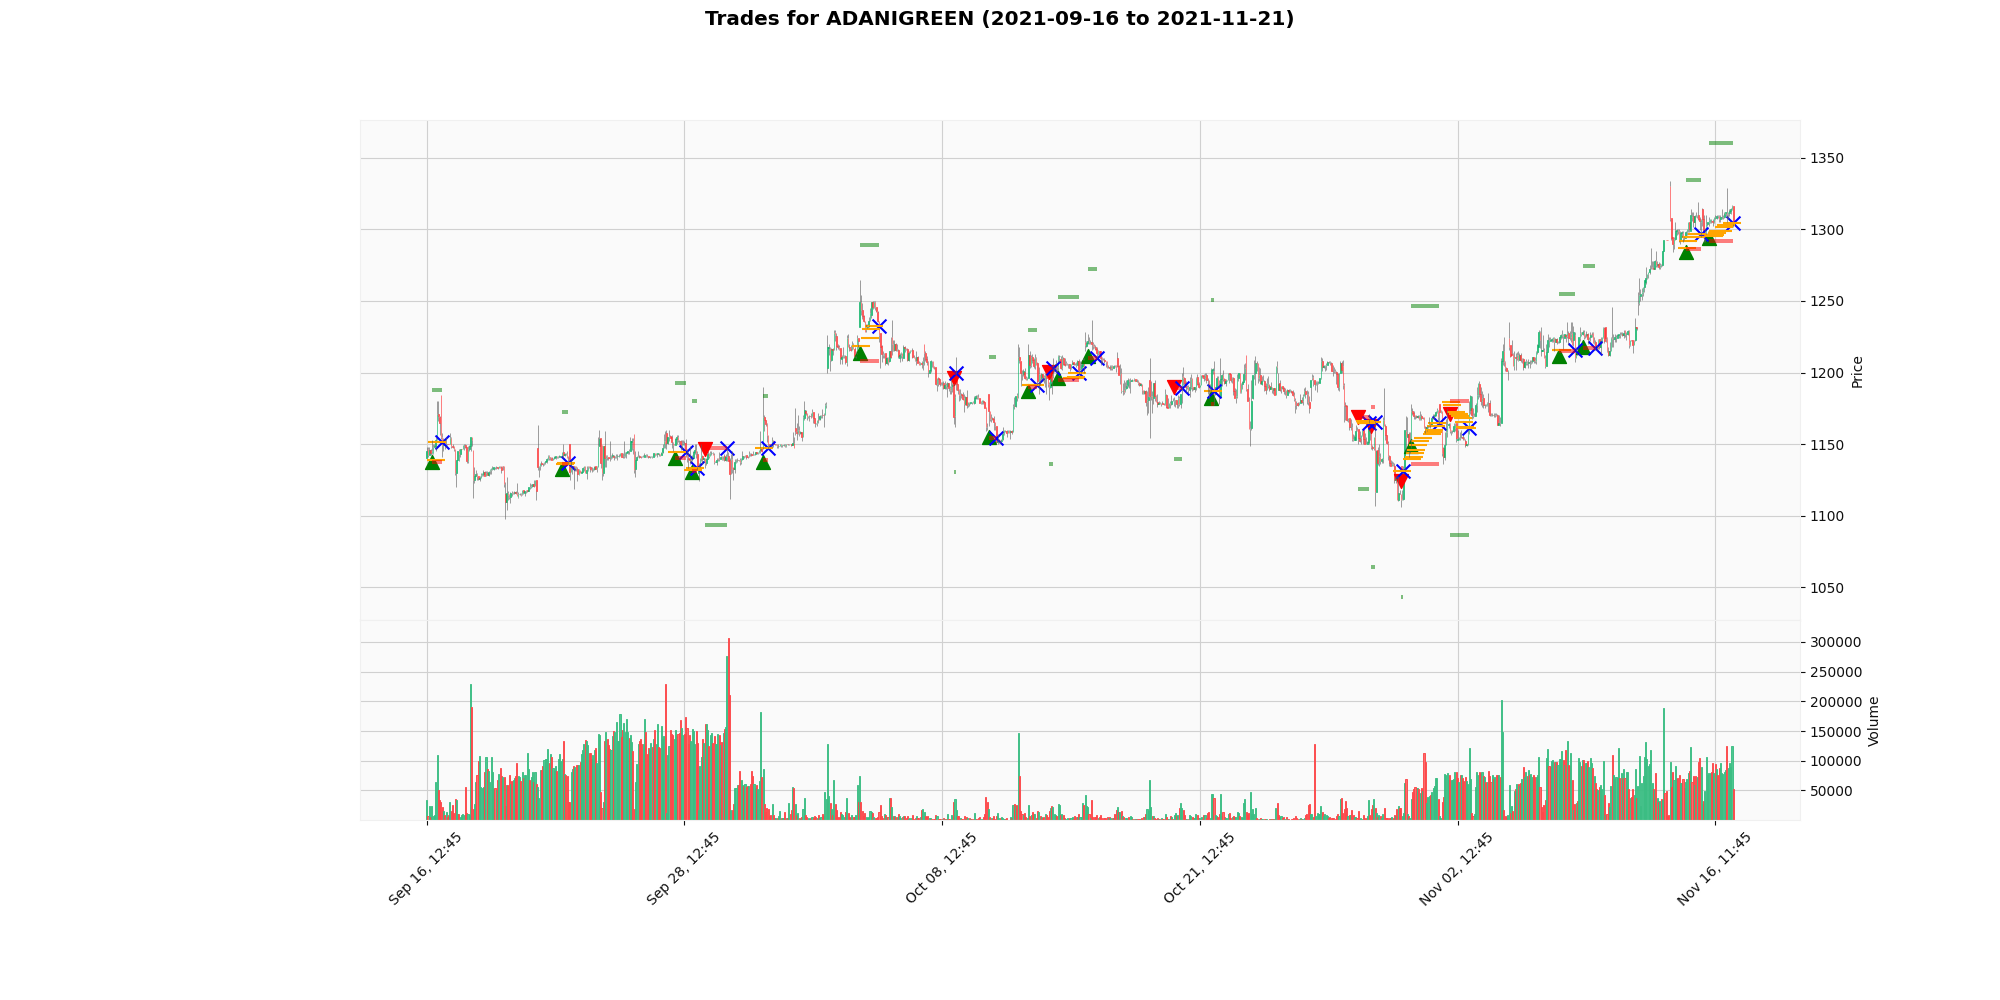 Trades for ADANIGREEN (2021-09-16 to 2021-11-21)
1350
1300
1250
1200
1150
1100
1050
Price
300000
250000
200000
150000
100000
50000
Volume
Sep 16, 12:45
Sep 28, 12:45
Oct 08, 12:45
Oct 21, 12:45
Nov 02, 12:45
Nov 16, 11:45